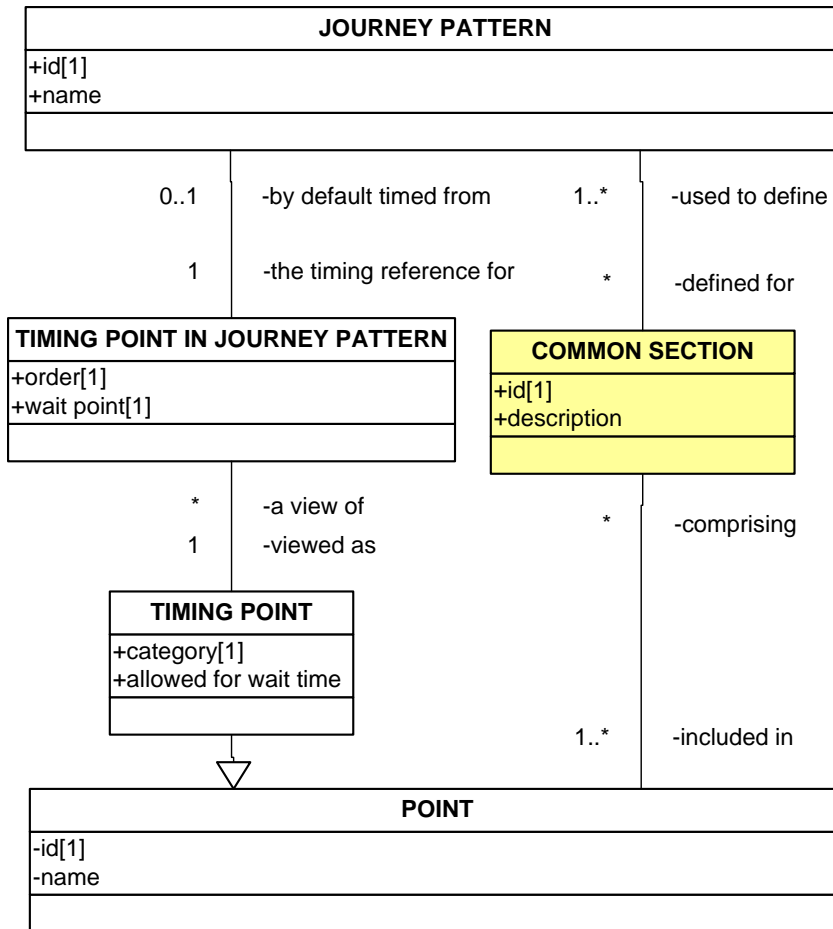 JOURNEY PATTERN
+id[1]
+name
0..1 -by default timed from
1..* -used to define
1 -the timing reference for
* -defined for
TIMING POINT IN JOURNEY PATTERN
+order[1]
+wait point[1]
COMMON SECTION
+id[1]
+description
* -a view of
1 -viewed as
* -comprising
TIMING POINT
+category[1]
+allowed for wait time
1..* -included in
POINT
-id[1]
-name